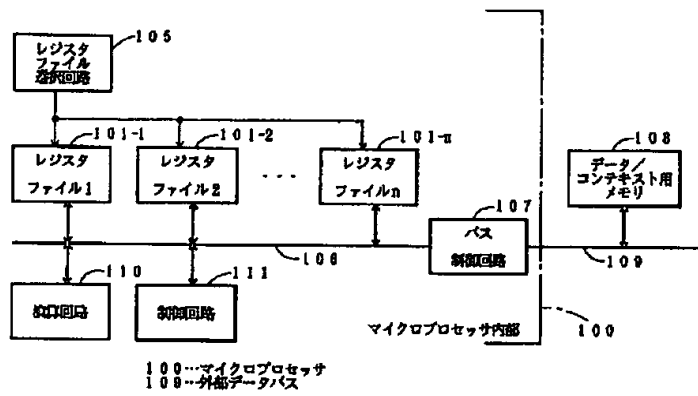 105
レジスタ
ファイル
選択回路
101-1
101-2
101-n
レジスタ
ファイル1
レジスタ
ファイル2
...
レジスタ
ファイルn
108
データ/
コンテキスト用
メモリ
107
バス
制御回路
106
109
110
演算回路
111
制御回路
マイクロプロセッサ内部
100
100…マイクロプロセッサ
109…外部データバス